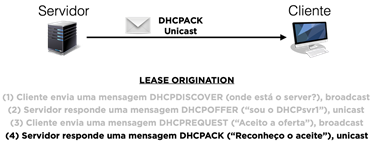 Servidor
Cliente
DHCPACK
Unicast
LEASE ORIGINATION
(1) Cliente envia uma mensagem DHCPDISCOVER (onde está o server?), broadcast
(2) Servidor responde uma mensagem DHCPOFFER (“sou o DHCPsvr1”), unicast
(3) Cliente envia uma mensagem DHCPREQUEST (“Aceito a oferta”), broadcast
(4) Servidor responde uma mensagem DHCPACK (“Reconheço o aceite”), unicast